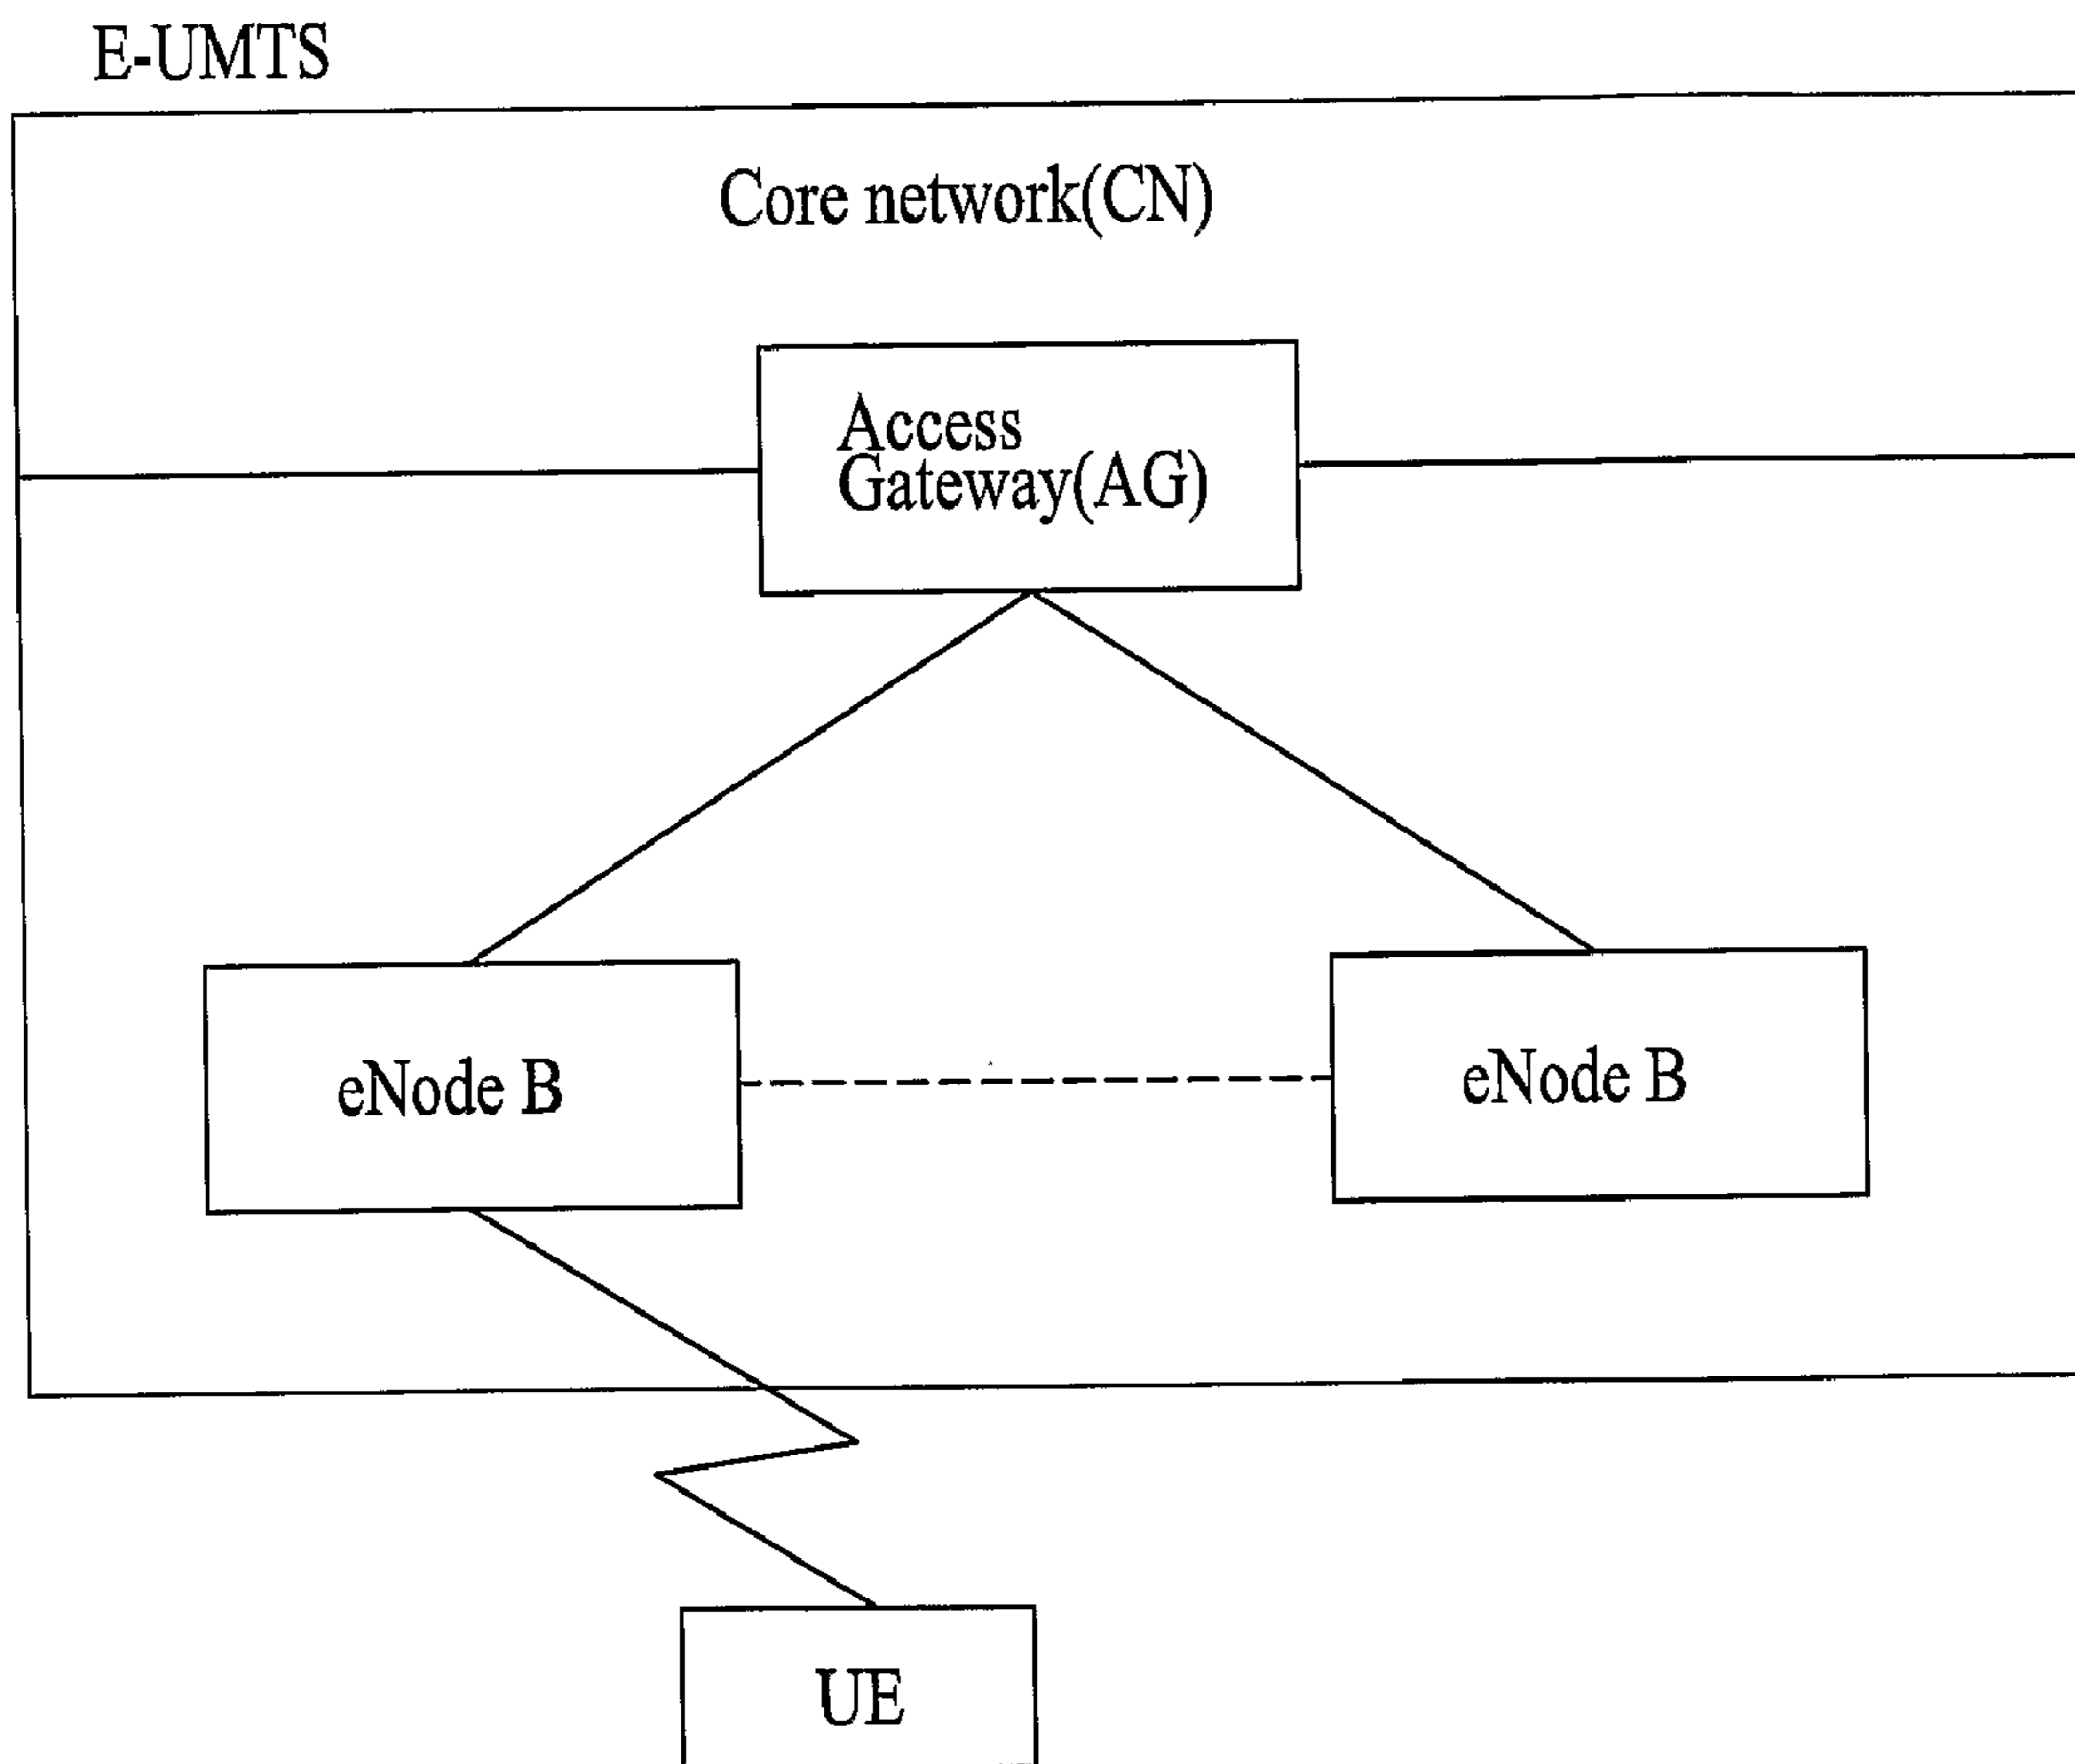 E-UMTS
Core network(CN)
Access
Gateway(AG)
eNode B
eNode B
UE